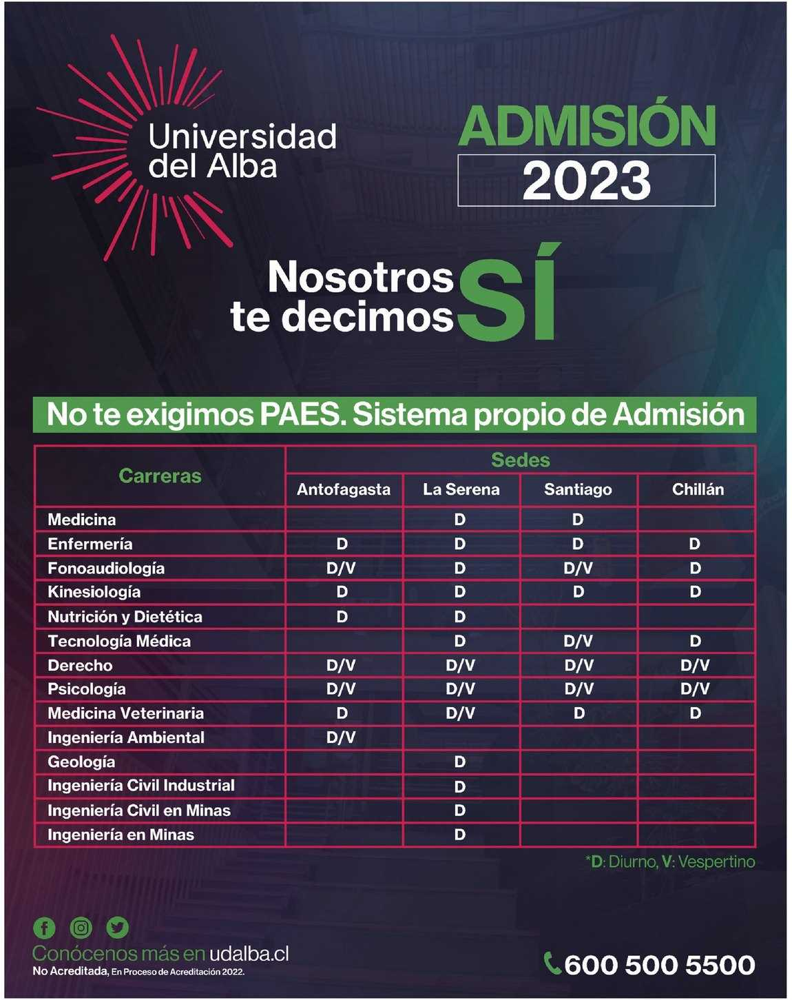 Universidad
del Alba
ADMISIÓN
2023
Nosotros
te decimos SÍ
No te exigimos PAES. Sistema propio de Admisión
Carreras Sedes
Antofagasta La Serena Santiago Chillán
Medicina D D
Enfermería D D D D
Fonoaudiología D/V D D/V D
Kinesiología D D D D
Nutrición y Dietética D D
Tecnología Médica D D/V D
Derecho D/V D/V D/V D/V
Psicología D/V D/V D/V D/V
Medicina Veterinaria D D/V D D
Ingeniería Ambiental D/V
Geología D
Ingeniería Civil Industrial D
Ingeniería Civil en Minas D
Ingeniería en Minas D
*D: Diurno, V: Vespertino
Conócenos más en udalba.cl
No Acreditada, En Proceso de Acreditación 2022.
600 500 5500